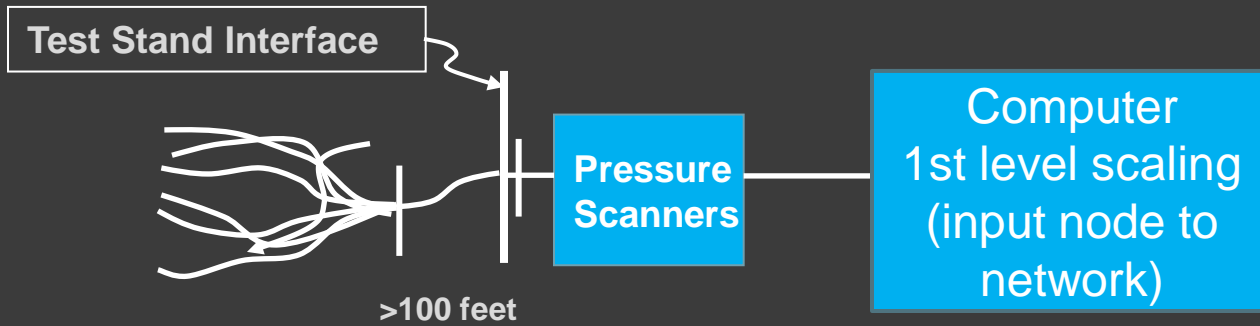 Test Stand Interface
Pressure
Scanners
Computer
1st level scaling
(input node to
network)
>100 feet